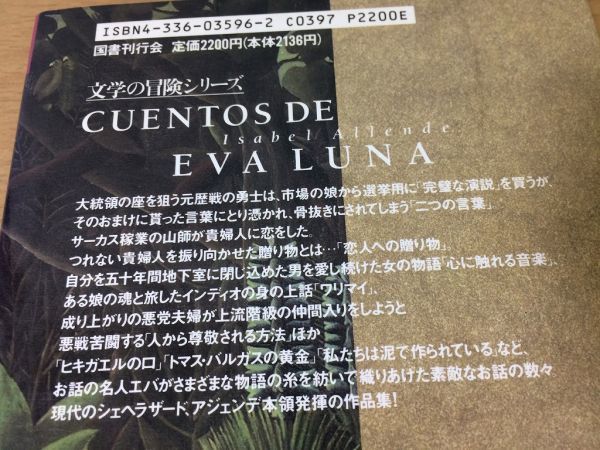 ISBN4-336-03596-2 C0397 P2200E
国書刊行会 定価2200円(本体2136円)
文学の冒険シリーズ
CUENTOS DE
Isabel Allende
EVA LUNA
大統領の座を狙う元歴戦の勇士は、市場の娘から選挙用に「完璧な演説」を買うが、
そのおまけに貰った言葉にとり憑かれ、骨抜きにされてしまう「二つの言葉」
サーカス稼業の山師が貴婦人に恋をした。
つれない貴婦人を振り向かせた贈り物とは…「恋人への贈り物」、
自分を五十年間地下室に閉じ込めた男を愛し続けた女の物語「心に触れる音楽」、
ある娘の魂と旅したインディオの身の上話「ワリマイ」、
成り上がりの悪党夫婦が上流階級の仲間入りをしようと
悪戦苦闘する「人から尊敬される方法」ほか
「ヒキガエルの口」「トマス・バルガスの黄金」「私たちは泥で作られている」など、
お話の名人エバがさまざまな物語の糸を紡いで織りあげた素敵なお話の数々
現代のシェヘラザード、アジェンデ本領発揮の作品集!